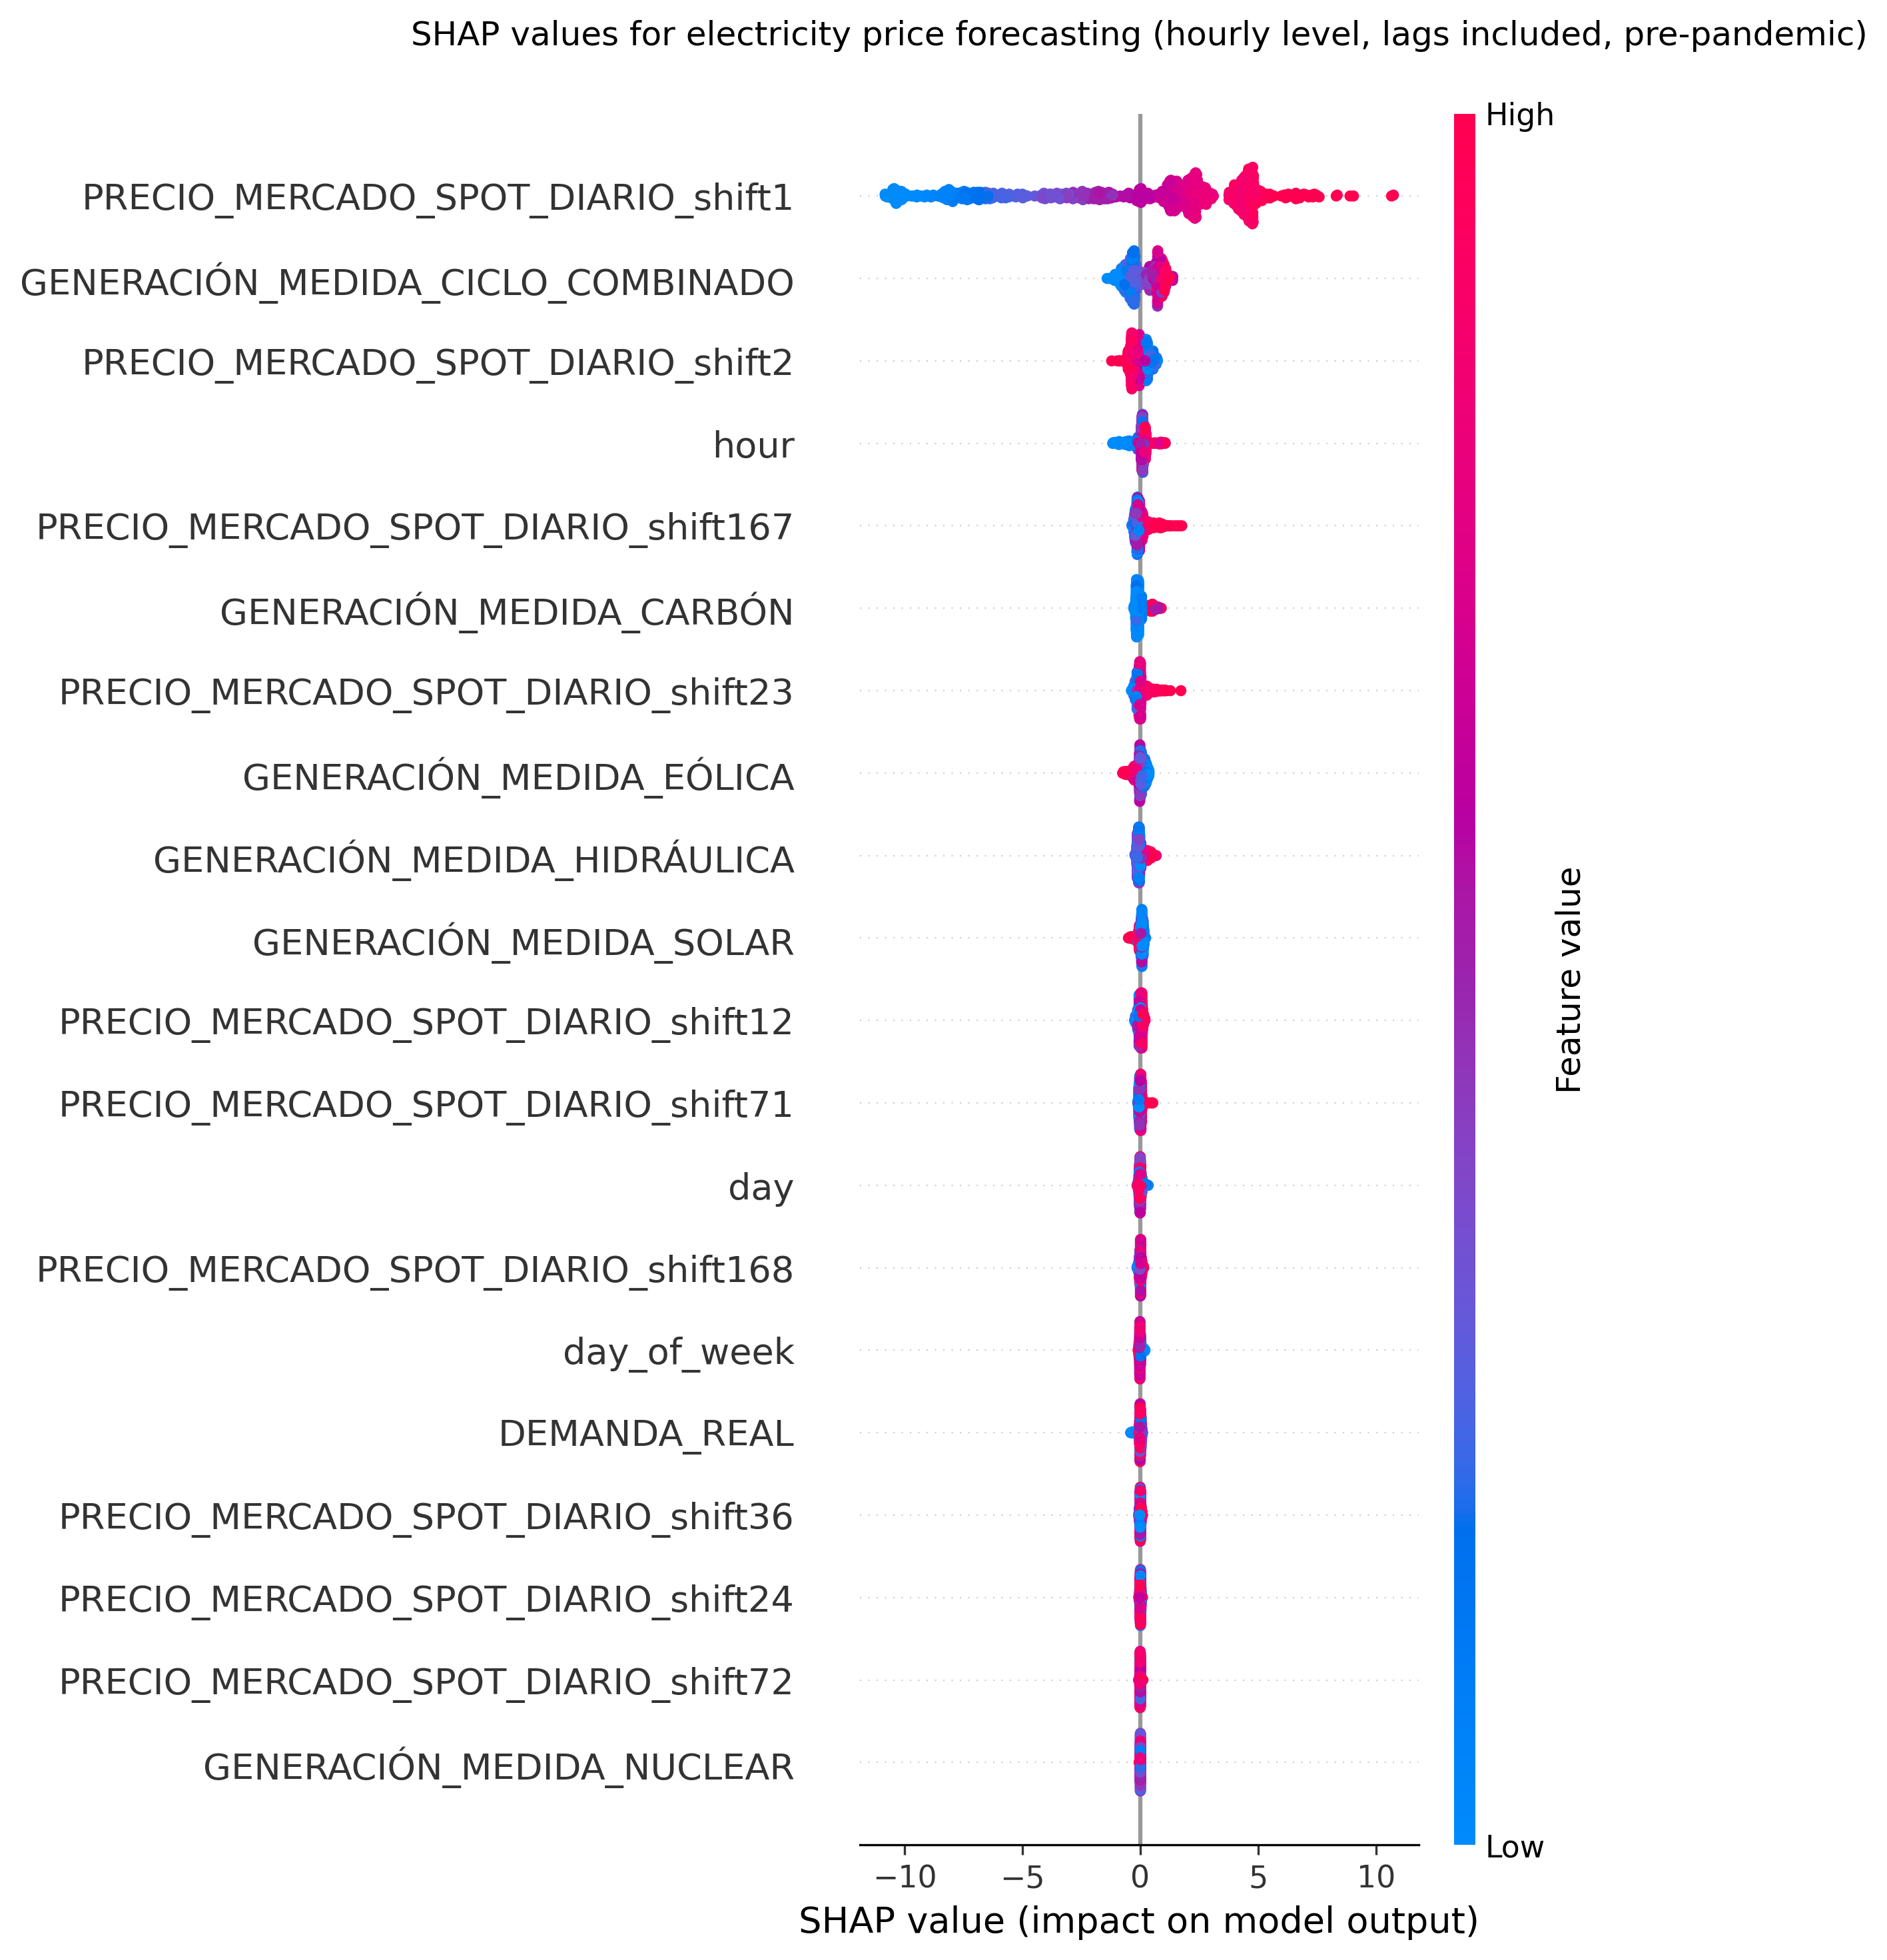 SHAP values for electricity price forecasting (hourly level, lags included, pre-pandemic)
High
PRECIO_MERCADO_SPOT_DIARIO_shift1
GENERACIÓN_MEDIDA_CICLO_COMBINADO
PRECIO_MERCADO_SPOT_DIARIO_shift2
hour
PRECIO_MERCADO_SPOT_DIARIO_shift167
GENERACIÓN_MEDIDA_CARBÓN
PRECIO_MERCADO_SPOT_DIARIO_shift23
GENERACIÓN_MEDIDA_EÓLICA
GENERACIÓN_MEDIDA_HIDRÁULICA
GENERACIÓN_MEDIDA_SOLAR
PRECIO_MERCADO_SPOT_DIARIO_shift12
PRECIO_MERCADO_SPOT_DIARIO_shift71
day
PRECIO_MERCADO_SPOT_DIARIO_shift168
day_of_week
DEMANDA_REAL
PRECIO_MERCADO_SPOT_DIARIO_shift36
PRECIO_MERCADO_SPOT_DIARIO_shift24
PRECIO_MERCADO_SPOT_DIARIO_shift72
GENERACIÓN_MEDIDA_NUCLEAR
Feature value
Low
−10 −5 0 5 10
SHAP value (impact on model output)